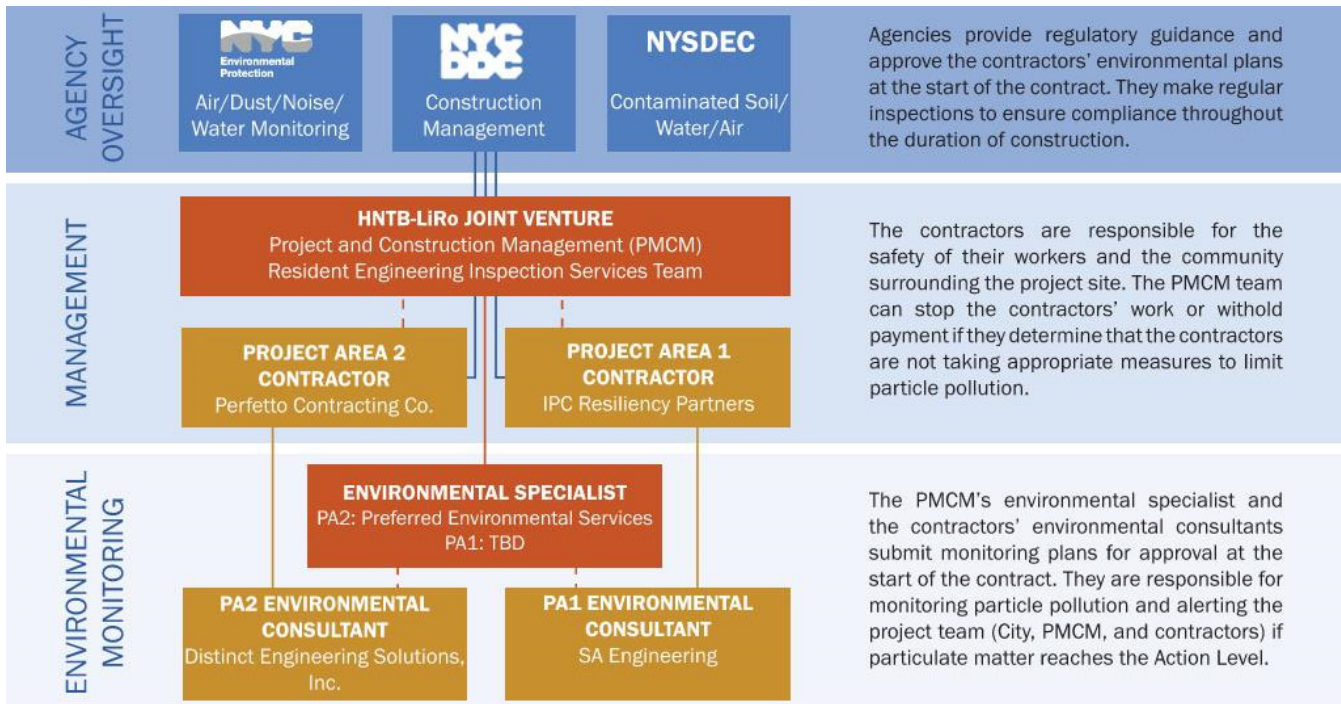 AGENCY
OVERSIGHT
NYC
Environmental
Protection
Air/Dust/Noise/
Water Monitoring
NYC
DDC
Construction
Management
NYSDEC
Contaminated Soil/
Water/Air
Agencies provide regulatory guidance and
approve the contractors' environmental plans
at the start of the contract. They make regular
inspections to ensure compliance throughout
the duration of construction.
MANAGEMENT
HNTB-LiRo JOINT VENTURE
Project and Construction Management (PMCM)
Resident Engineering Inspection Services Team
PROJECT AREA 2
CONTRACTOR
Perfetto Contracting Co.
PROJECT AREA 1
CONTRACTOR
IPC Resiliency Partners
The contractors are responsible for the
safety of their workers and the community
surrounding the project site. The PMCM team
can stop the contractors' work or withold
payment if they determine that the contractors
are not taking appropriate measures to limit
particle pollution.
ENVIRONMENTAL
MONITORING
ENVIRONMENTAL SPECIALIST
PA2: Preferred Environmental Services
PA1: TBD
PA2 ENVIRONMENTAL
CONSULTANT
Distinct Engineering Solutions,
Inc.
PA1 ENVIRONMENTAL
CONSULTANT
SA Engineering
The PMCM's environmental specialist and
the contractors' environmental consultants
submit monitoring plans for approval at the
start of the contract. They are responsible for
monitoring particle pollution and alerting the
project team (City, PMCM, and contractors) if
particulate matter reaches the Action Level.